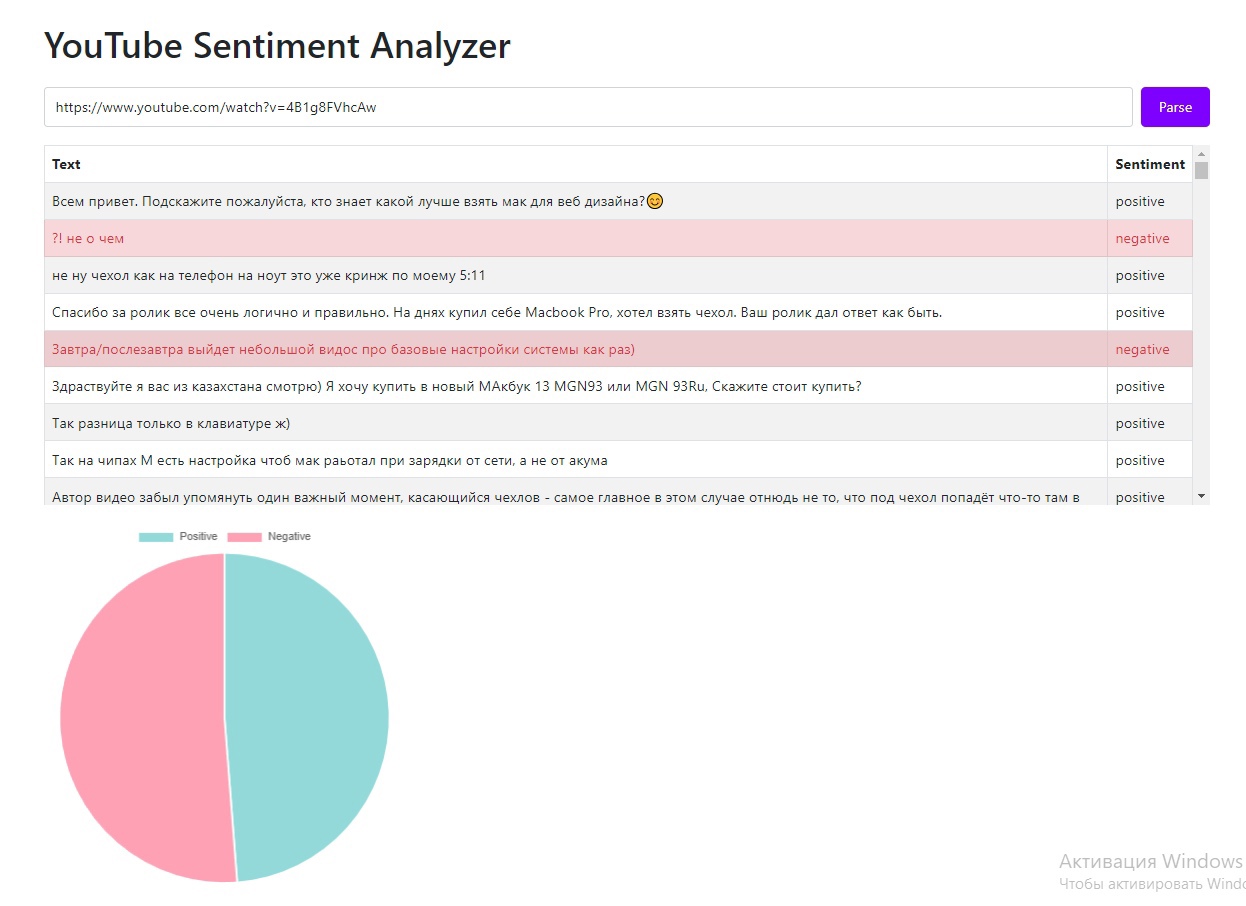 YouTube Sentiment Analyzer
https://www.youtube.com/watch?v=4B1g8FVhcAw
Parse
Text Sentiment
Всем привет. Подскажите пожалуйста, кто знает какой лучше взять мак для веб дизайна?😊 positive
?! не о чем negative
не ну чехол как на телефон на ноут это уже кринж по моему 5:11 positive
Спасибо за ролик все очень логично и правильно. На днях купил себе Macbook Pro, хотел взять чехол. Ваш ролик дал ответ как быть. positive
Завтра/послезавтра выйдет небольшой видос про базовые настройки системы как раз) negative
Здраствуйте я вас из казахстана смотрю) Я хочу купить в новый МАкбук 13 MGN93 или MGN 93Ru, Скажите стоит купить? positive
Так разница только в клавиатуре ж) positive
Так на чипах М есть настройка чтоб мак раьотал при зарядки от сети, а не от акума positive
Автор видео забыл упомянуть один важный момент, касающийся чехлов - самое главное в этом случае отнюдь не то, что под чехол попадёт что-то там в positive
Positive Negative
Активация Windows
Чтобы активировать Windo